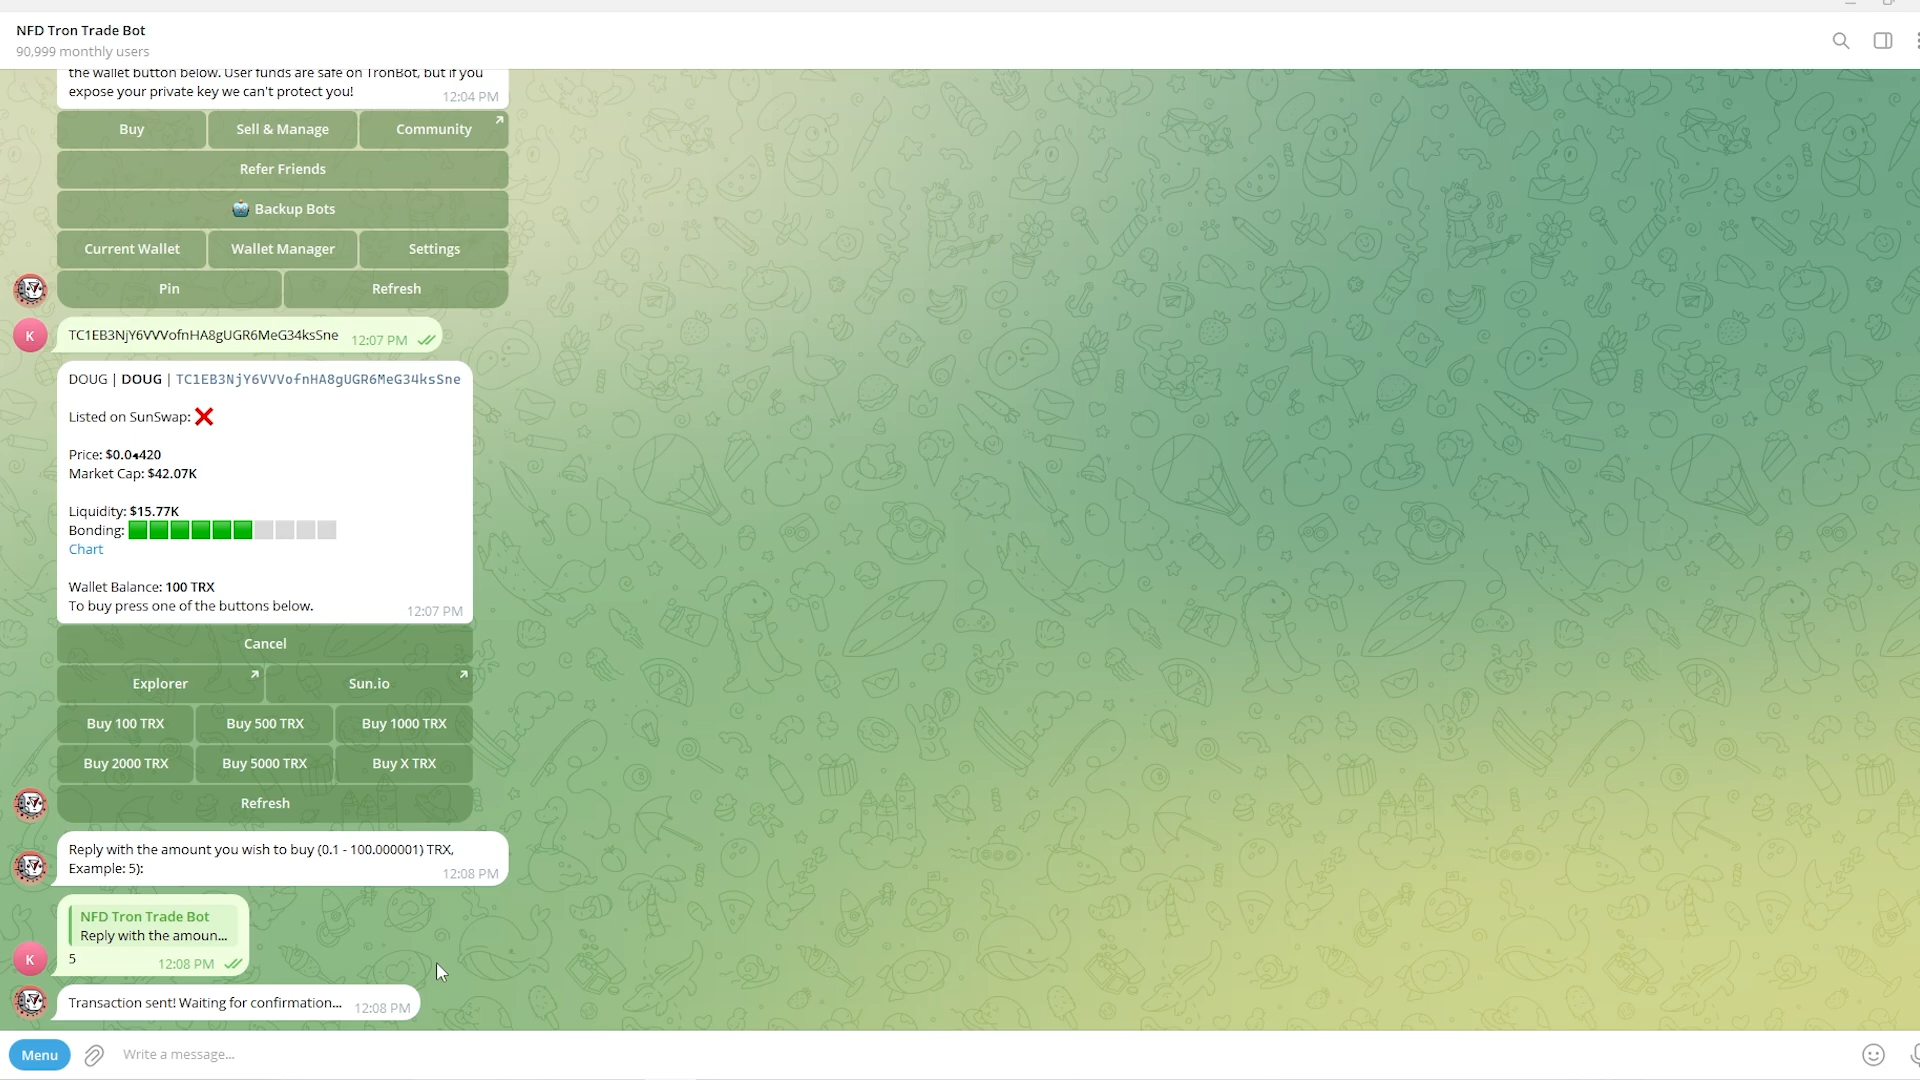 NFD Tron Trade Bot
90,999 monthly users
the wallet button below. User funds are safe on TronBot, but if you
expose your private key we can't protect you!
12:04 PM
Buy
Sell & Manage
Community
Refer Friends
Backup Bots
Current Wallet
Wallet Manager
Settings
Pin
Refresh
K
TC1EB3NjY6VVVofnHA8gUGR6MeG34ksSne
12:07 PM
DOUG | DOUG | TC1EB3NjY6VVVofnHA8gUGR6MeG34ksSne
Listed on SunSwap: ❌
Price: $0.0₄420
Market Cap: $42.07K
Liquidity: $15.77K
Bonding:
Chart
Wallet Balance: 100 TRX
To buy press one of the buttons below.
12:07 PM
Cancel
Explorer
Sun.io
Buy 100 TRX
Buy 500 TRX
Buy 1000 TRX
Buy 2000 TRX
Buy 5000 TRX
Buy X TRX
Refresh
Reply with the amount you wish to buy (0.1 - 100.000001) TRX,
Example: 5):
12:08 PM
NFD Tron Trade Bot
Reply with the amoun...
K
5
12:08 PM
Transaction sent! Waiting for confirmation...
12:08 PM
Menu
Write a message...